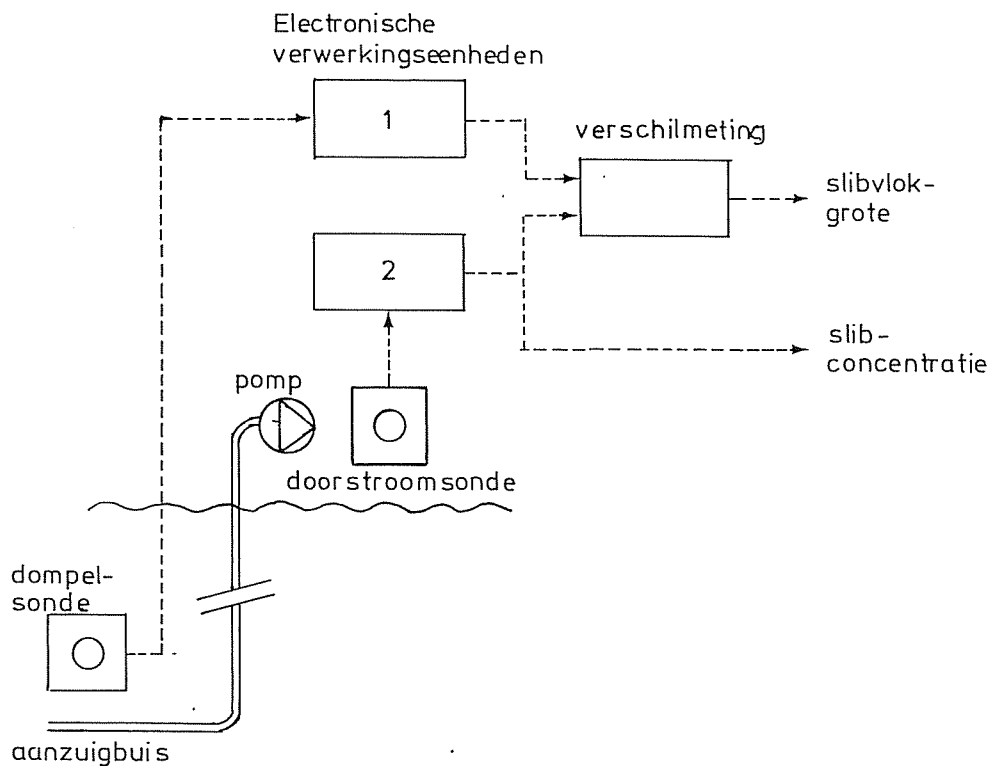 Electronische
verwerkingseenheden
1
verschilmeting
slibvlok-
grote
2
slib-
concentratie
pomp
doorstroomsonde
dompel-
sonde
aanzuigbuis